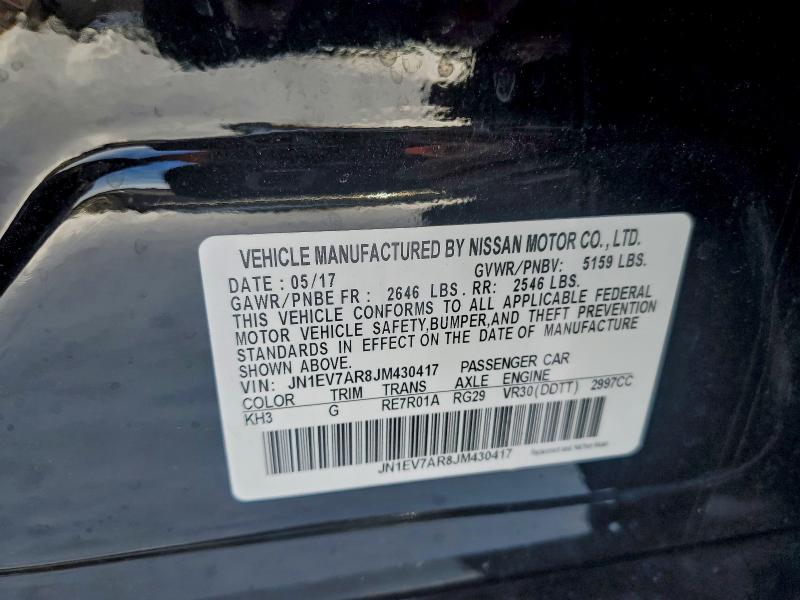 VEHICLE MANUFACTURED BY NISSAN MOTOR CO., LTD.
DATE : 05/17 GVWR/PNBV: 5159 LBS.
GAWR/PNBE FR : 2646 LBS. RR: 2546 LBS.
THIS VEHICLE CONFORMS TO ALL APPLICABLE FEDERAL
MOTOR VEHICLE SAFETY,BUMPER,AND THEFT PREVENTION
STANDARDS IN EFFECT ON THE DATE OF MANUFACTURE
SHOWN ABOVE.
VIN: JN1EV7AR8JM430417 PASSENGER CAR
COLOR TRIM TRANS AXLE ENGINE
KH3 G RE7R01A RG29 VR30(DDTT) 2997CC
JN1EV7AR8JM430417